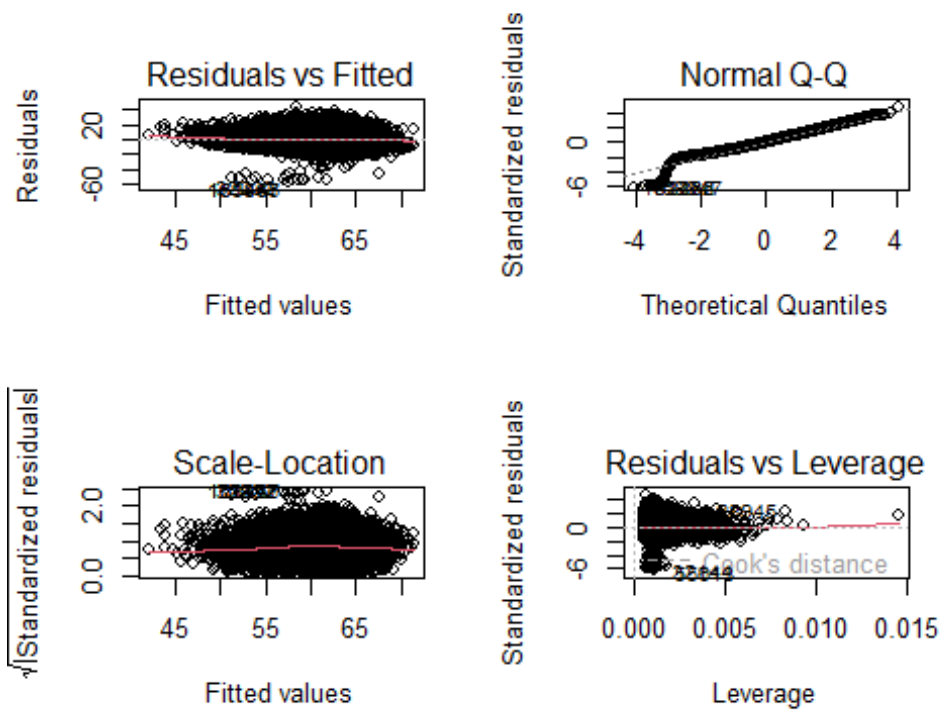 Residuals vs Fitted
Residuals
20
-60
45
55
65
Fitted values
Normal Q-Q
Standardized residuals
0
-6
-4
-2
0
2
4
Theoretical Quantiles
Scale-Location
√|Standardized residuals|
2.0
0.0
45
55
65
Fitted values
Residuals vs Leverage
Standardized residuals
0
-6
Cook's distance
0.000
0.005
0.010
0.015
Leverage